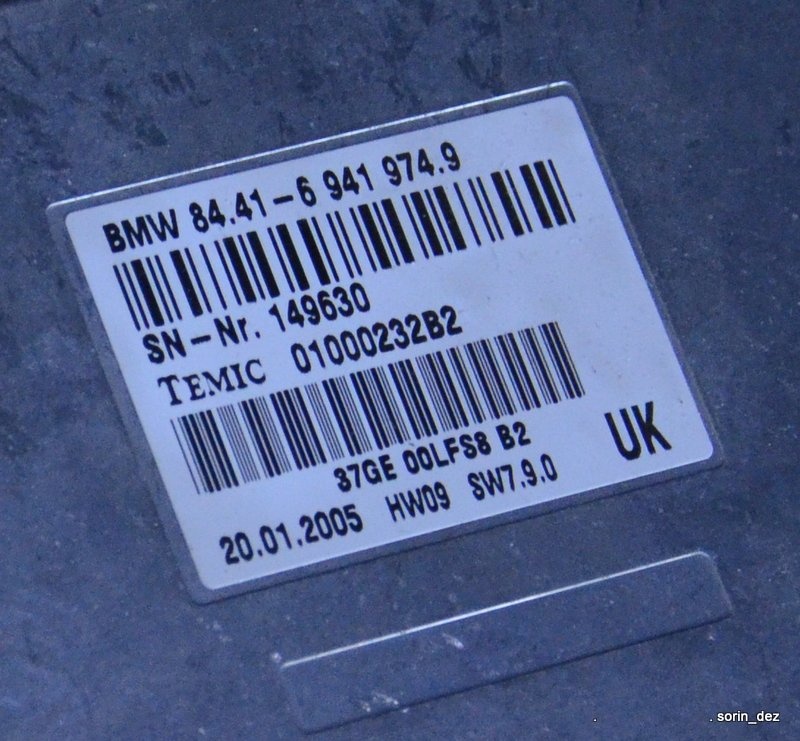 BMW 84.41-6 941 974.9
SN-Nr. 149630
TEMIC 01000232B2
37GE 00LFS8 B2
UK
20.01.2005 HW09 SW7.9.0
. sorin_dez